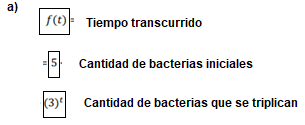 a)
f(t)= Tiempo transcurrido
=5· Cantidad de bacterias iniciales
·(3)^t Cantidad de bacterias que se triplican